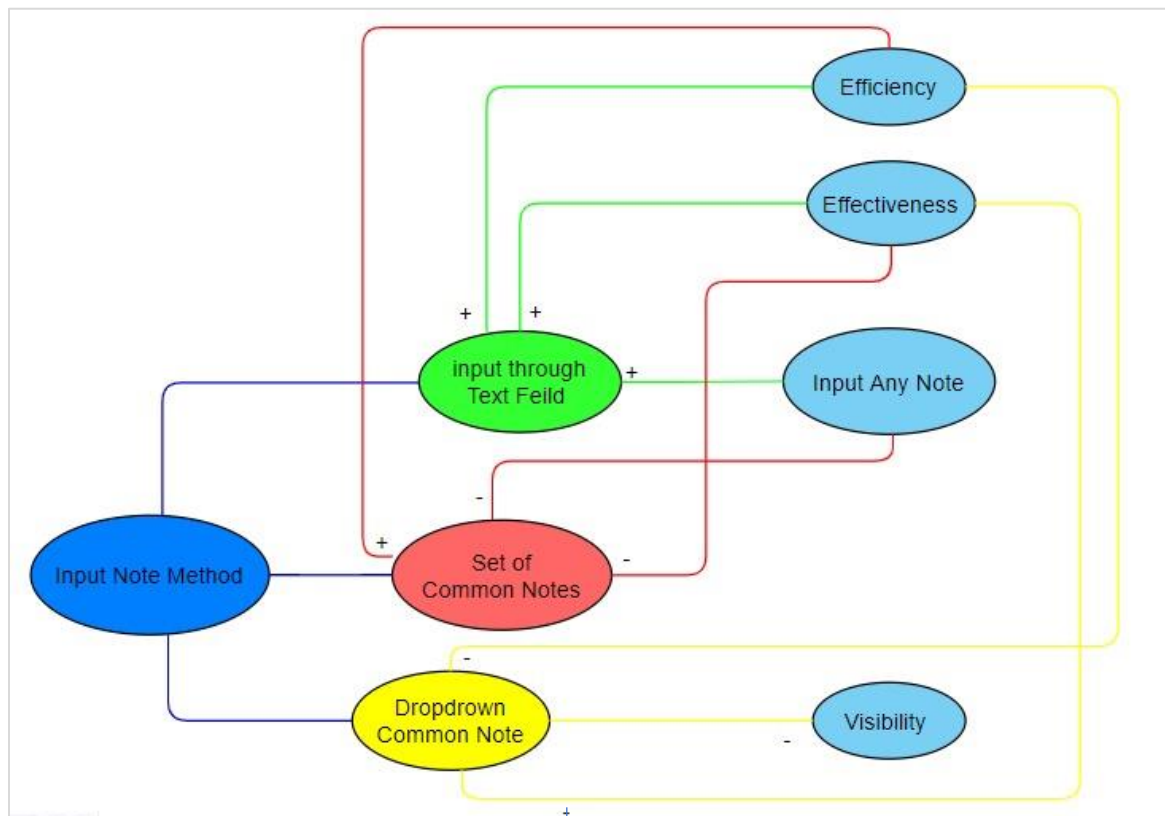 Efficiency
Effectiveness
+ +
input through
Text Feild
+
Input Any Note
-
+
Set of
Common Notes
-
Input Note Method
-
Dropdrown
Common Note
-
Visibility
+